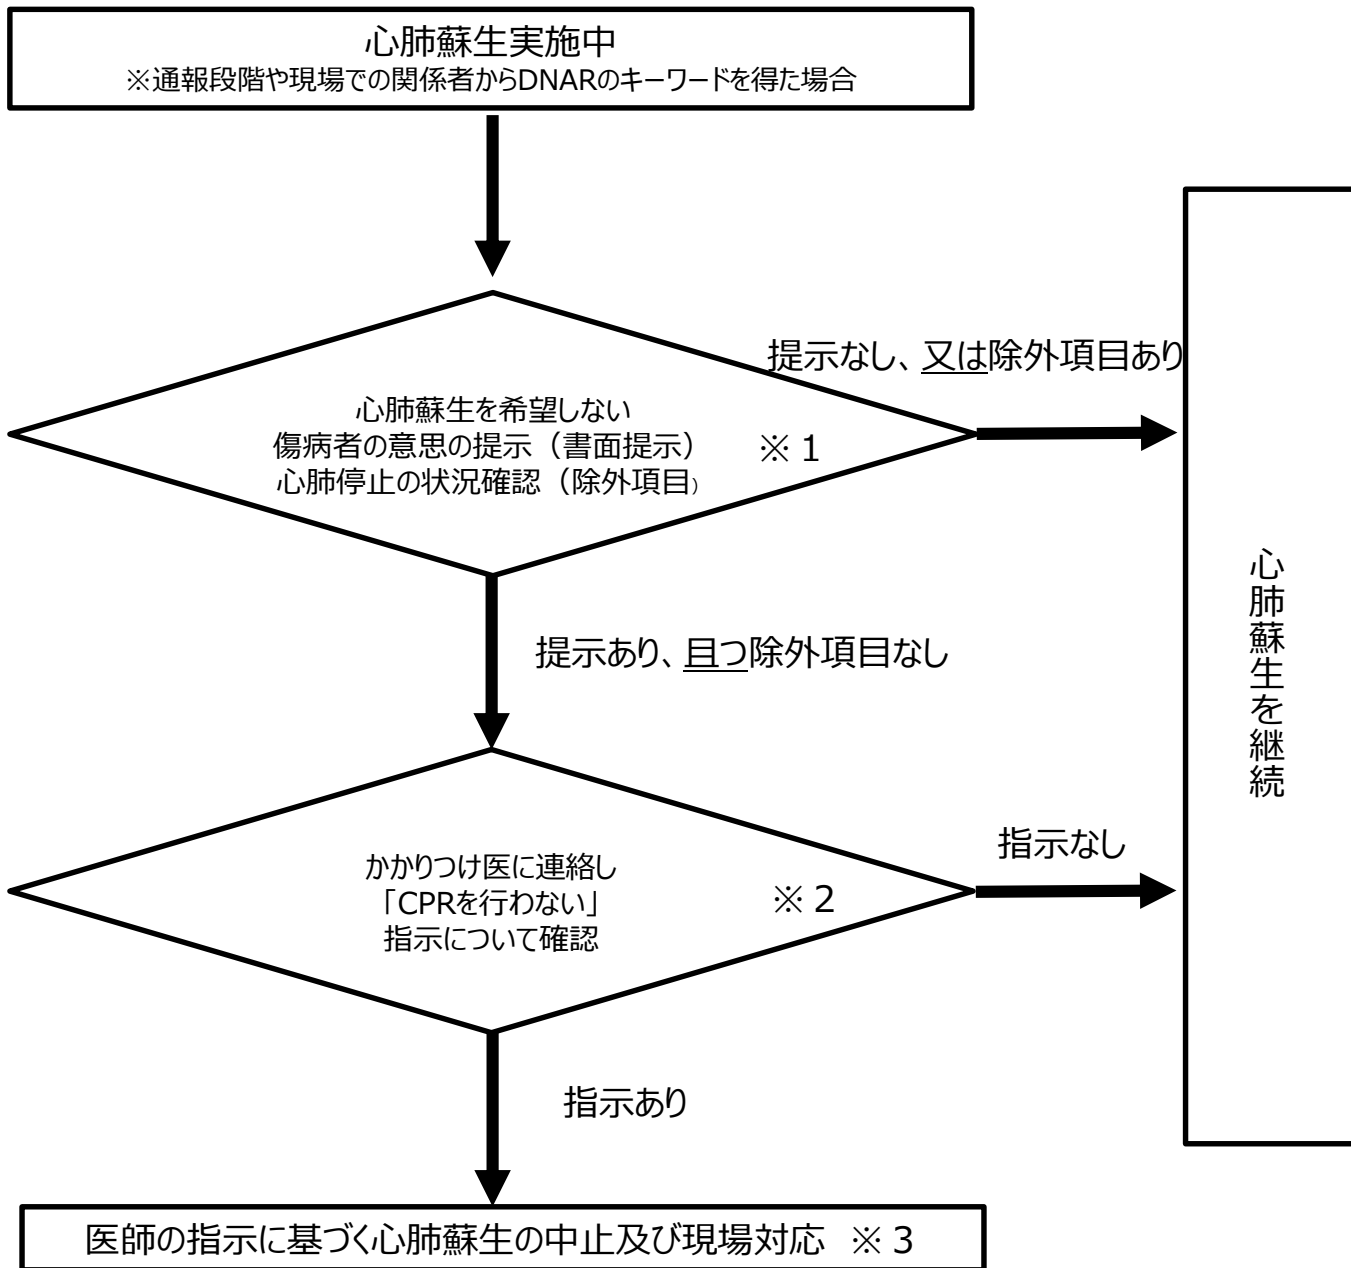 心肺蘇生実施中
※通報段階や現場での関係者からDNARのキーワードを得た場合
提示なし、又は除外項目あり
心肺蘇生を希望しない
傷病者の意思の提示（書面提示）
※１
心肺停止の状況確認（除外項目）
提示あり、且つ除外項目なし
心肺蘇生を継続
指示なし
かかりつけ医に連絡し
「CPRを行わない」
※２
指示について確認
指示あり
医師の指示に基づく心肺蘇生の中止及び現場対応　※３